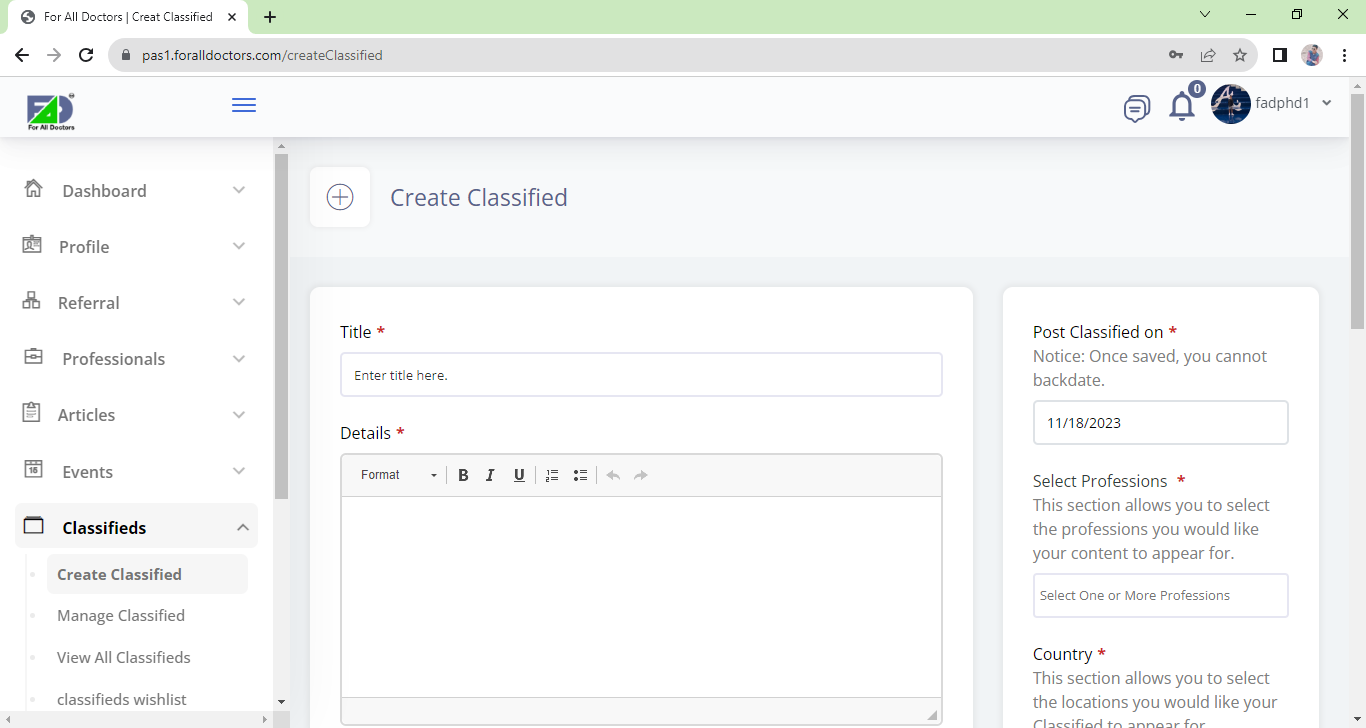 For All Doctors | Creat Classified
pas1.foralldoctors.com/createClassified
FAD
For All Doctors
0
fadphd1
Dashboard
Profile
Referral
Professionals
Articles
16
Events
Classifieds
Create Classified
Manage Classified
View All Classifieds
classifieds wishlist
Create Classified
Title *
Enter title here.
Details *
Format B I U
Post Classified on *
Notice: Once saved, you cannot
backdate.
11/18/2023
Select Professions *
This section allows you to select
the professions you would like
your content to appear for.
Select One or More Professions
Country *
This section allows you to select
the locations you would like your
Classified to appear for